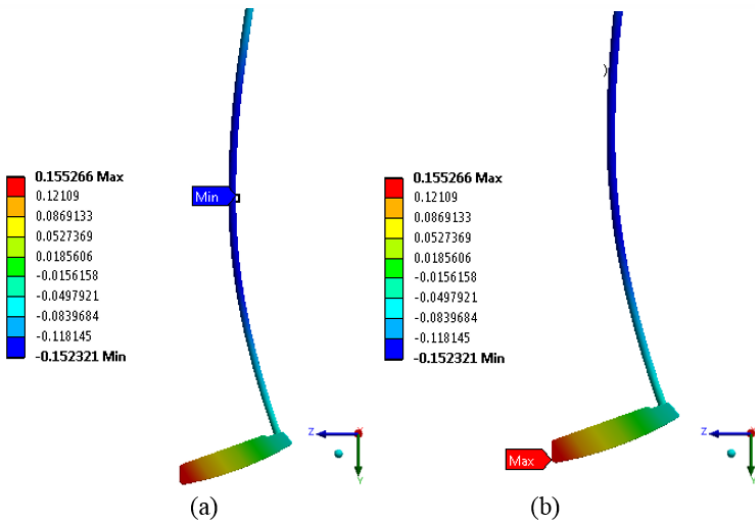 0.155266 Max
0.12109
0.0869133
0.0527369
0.0185606
-0.0156158
-0.0497921
-0.0839684
-0.118145
-0.152321 Min
Min
Z
Y
(a)
0.155266 Max
0.12109
0.0869133
0.0527369
0.0185606
-0.0156158
-0.0497921
-0.0839684
-0.118145
-0.152321 Min
Max
Z
Y
(b)